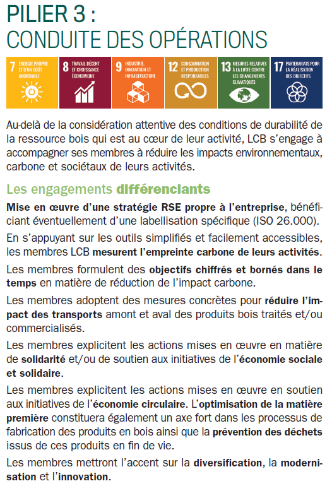 PILIER 3 :
CONDUITE DES OPÉRATIONS
7 ÉNERGIE PROPRE ET D'UN COÛT ABORDABLE
8 TRAVAIL DÉCENT ET CROISSANCE ÉCONOMIQUE
9 INDUSTRIE, INNOVATION ET INFRASTRUCTURE
12 CONSOMMATION ET PRODUCTION RESPONSABLES
13 MESURES RELATIVES À LA LUTTE CONTRE LES CHANGEMENTS CLIMATIQUES
17 PARTENARIATS POUR LA RÉALISATION DES OBJECTIFS
Au-delà de la considération attentive des conditions de durabilité de
la ressource bois qui est au cœur de leur activité, LCB s'engage à
accompagner ses membres à réduire les impacts environnementaux,
carbone et sociétaux de leurs activités.
Les engagements différenciants
Mise en œuvre d'une stratégie RSE propre à l'entreprise, bénéfi-
ciant éventuellement d'une labellisation spécifique (ISO 26.000).
En s'appuyant sur les outils simplifiés et facilement accessibles,
les membres LCB mesurent l'empreinte carbone de leurs activités.
Les membres formulent des objectifs chiffrés et bornés dans le
temps en matière de réduction de l'impact carbone.
Les membres adoptent des mesures concrètes pour réduire l'im-
pact des transports amont et aval des produits bois traités et/ou
commercialisés.
Les membres explicitent les actions mises en œuvre en matière
de solidarité et/ou de soutien aux initiatives de l'économie sociale
et solidaire.
Les membres explicitent les actions mises en œuvre en soutien
aux initiatives de l'économie circulaire. L'optimisation de la matière
première constituera également un axe fort dans les processus de
fabrication des produits en bois ainsi que la prévention des déchets
issus de ces produits en fin de vie.
Les membres mettront l'accent sur la diversification, la moderni-
sation et l'innovation.